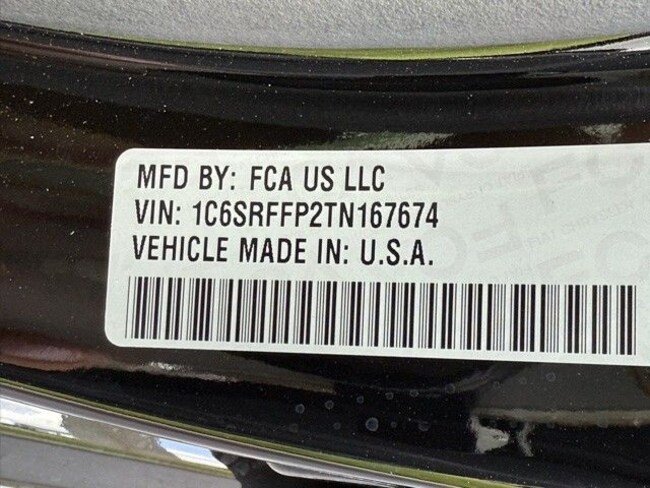 MFD BY: FCA US LLC
VIN: 1C6SRFFP2TN167674
VEHICLE MADE IN: U.S.A.